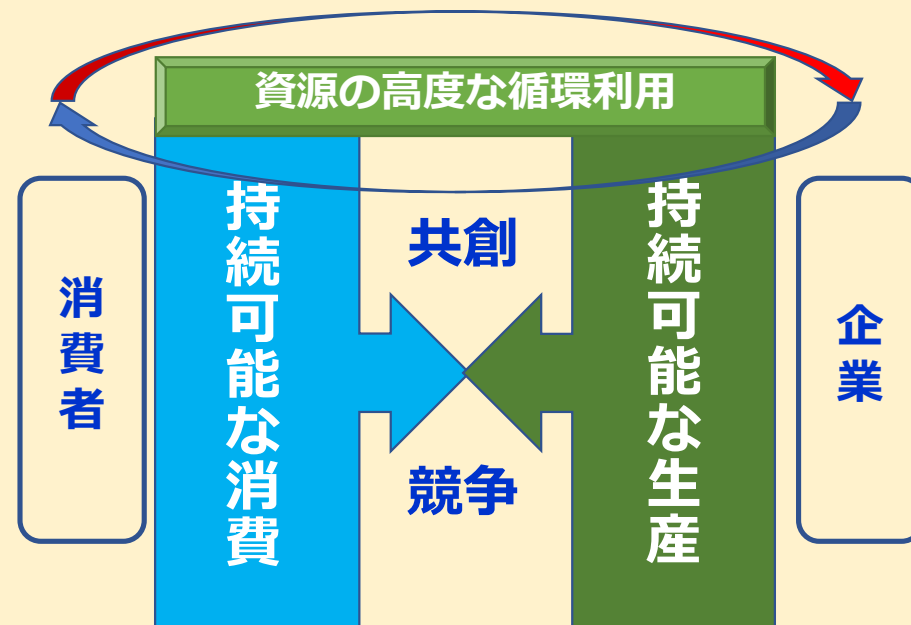 資源の高度な循環利用
消費者
持続可能な消費
共創
競争
持続可能な生産
企業